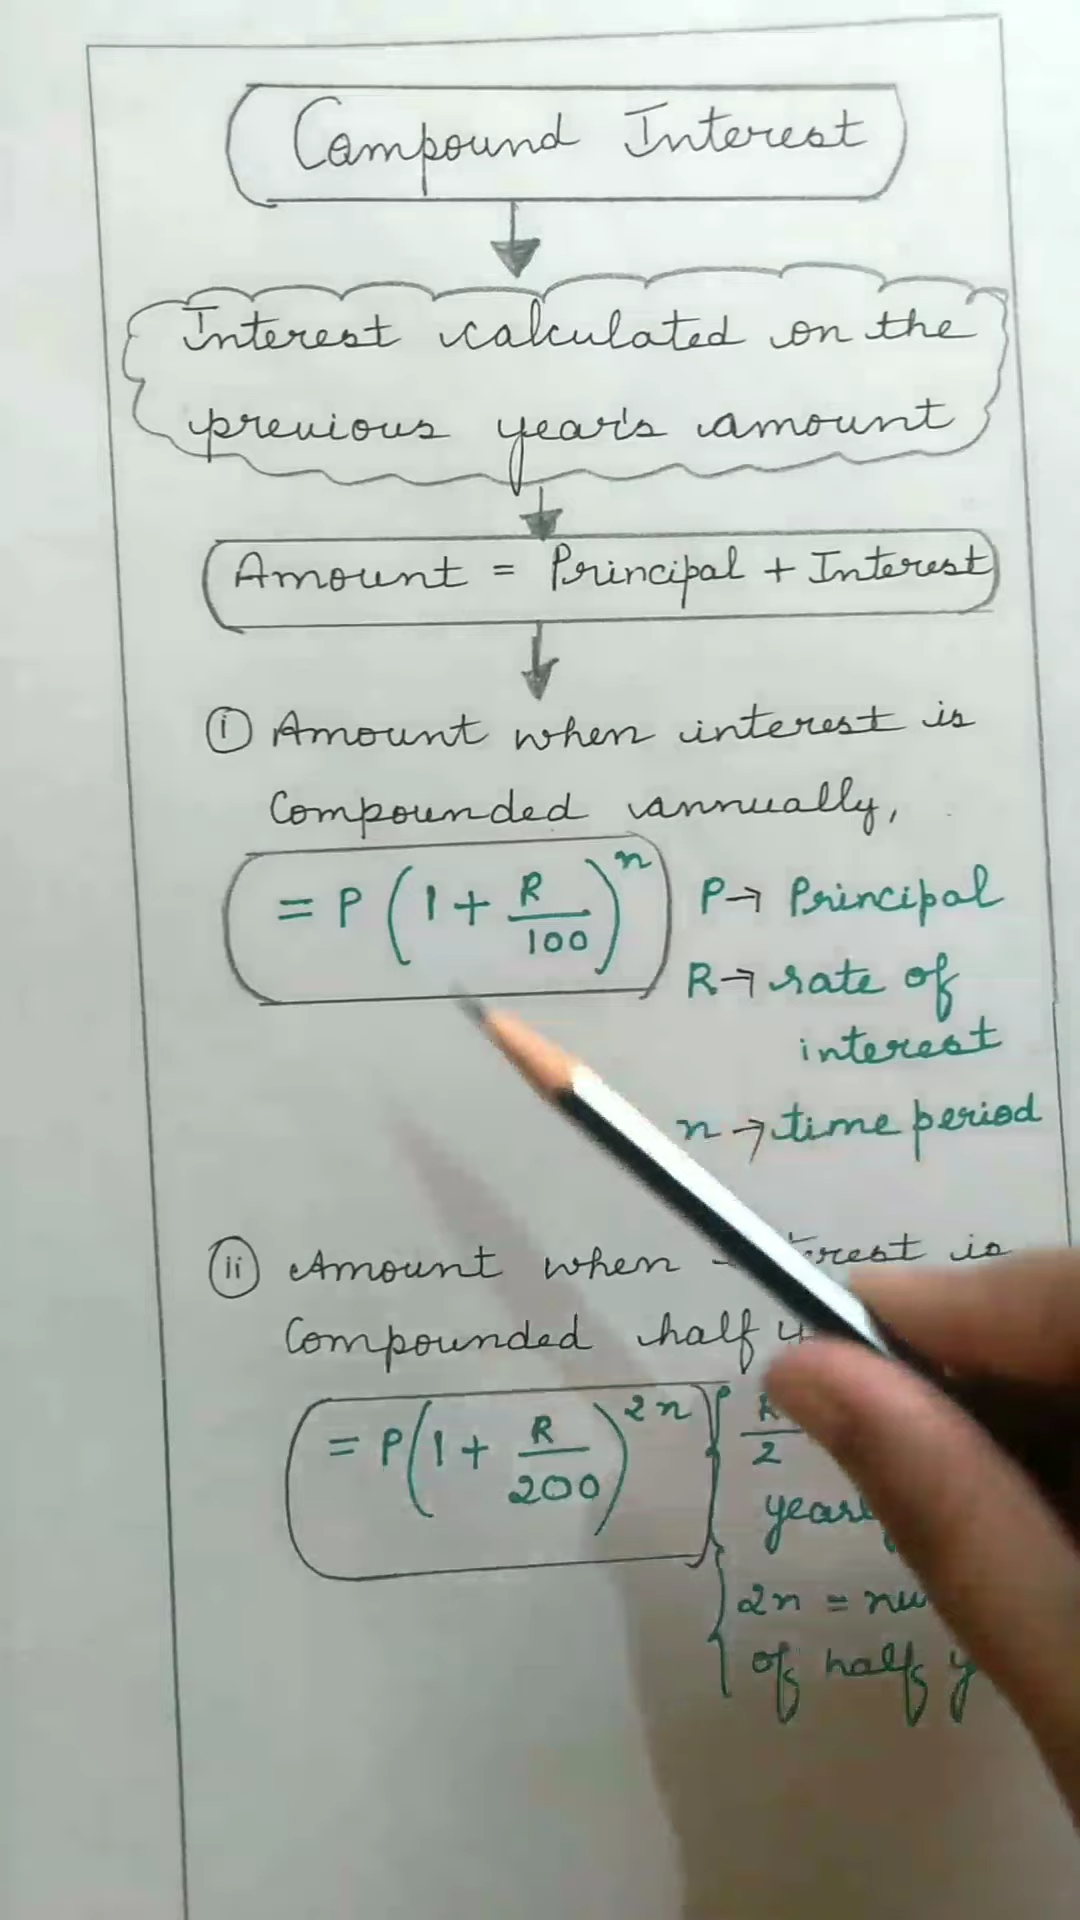 Compound Interest
Interest calculated on the
previous year's amount
Amount = Principal + Interest
(i) Amount when interest is
Compounded annually,
= P (1 + R/100)^n
P → Principal
R → rate of
interest
n → time period
(ii) Amount when is
Compounded half
= P(1 + R/200)^2n
R/2
2n =
of half